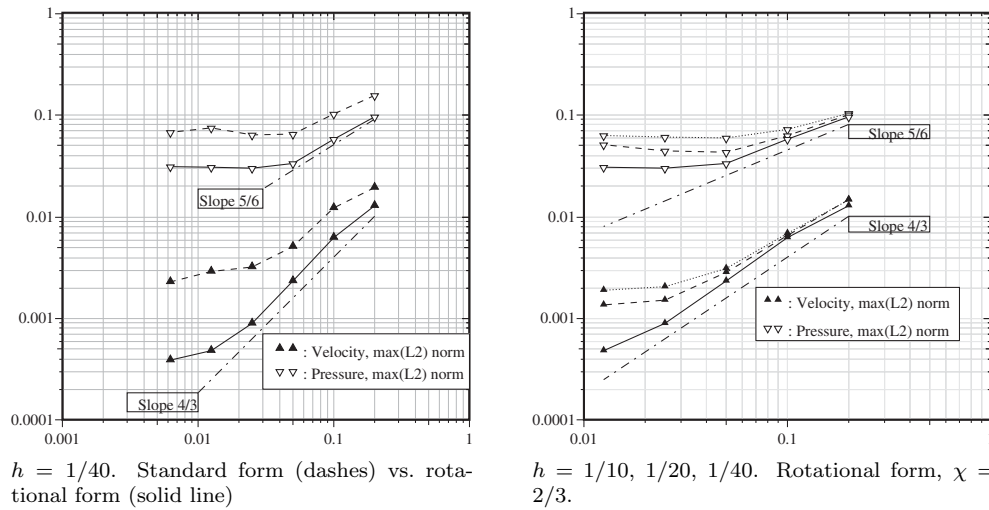 1
0.1
Slope 5/6
0.01
0.001
▲ ▲ : Velocity, max(L2) norm
▽ ▽ : Pressure, max(L2) norm
Slope 4/3
0.0001
0.001
0.01
0.1
1
h = 1/40. Standard form (dashes) vs. rota-
tional form (solid line)
1
0.1
Slope 5/6
0.01
Slope 4/3
▲▲ : Velocity, max(L2) norm
0.001
▽▽ : Pressure, max(L2) norm
0.0001
0.01
0.1
h = 1/10, 1/20, 1/40. Rotational form, χ =
2/3.